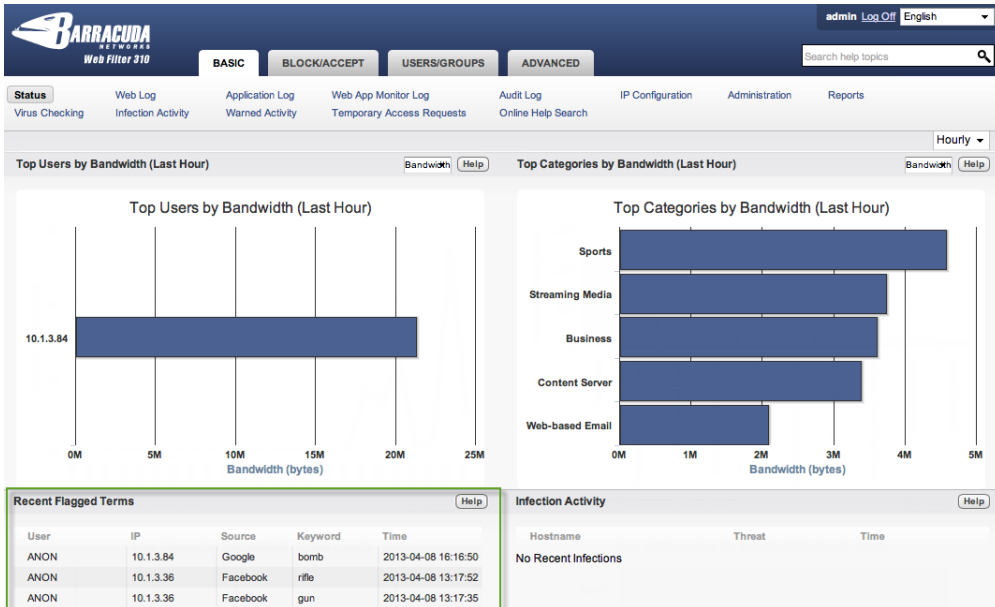 BARRACUDA
NETWORKS
Web Filter 310
admin Log Off English
BASIC BLOCK/ACCEPT USERS/GROUPS ADVANCED
Search help topics
Status Web Log Application Log Web App Monitor Log Audit Log IP Configuration Administration Reports
Virus Checking Infection Activity Warned Activity Temporary Access Requests Online Help Search
Hourly
Top Users by Bandwidth (Last Hour) Bandwidth Help
Top Categories by Bandwidth (Last Hour) Bandwidth Help
Top Users by Bandwidth (Last Hour)
10.1.3.84
0M 5M 10M 15M 20M 25M
Bandwidth (bytes)
Top Categories by Bandwidth (Last Hour)
Sports
Streaming Media
Business
Content Server
Web-based Email
0M 1M 2M 3M 4M 5M
Bandwidth (bytes)
Recent Flagged Terms Help
User IP Source Keyword Time
ANON 10.1.3.84 Google bomb 2013-04-08 16:16:50
ANON 10.1.3.36 Facebook rifle 2013-04-08 13:17:52
ANON 10.1.3.36 Facebook gun 2013-04-08 13:17:35
Infection Activity Help
Hostname Threat Time
No Recent Infections